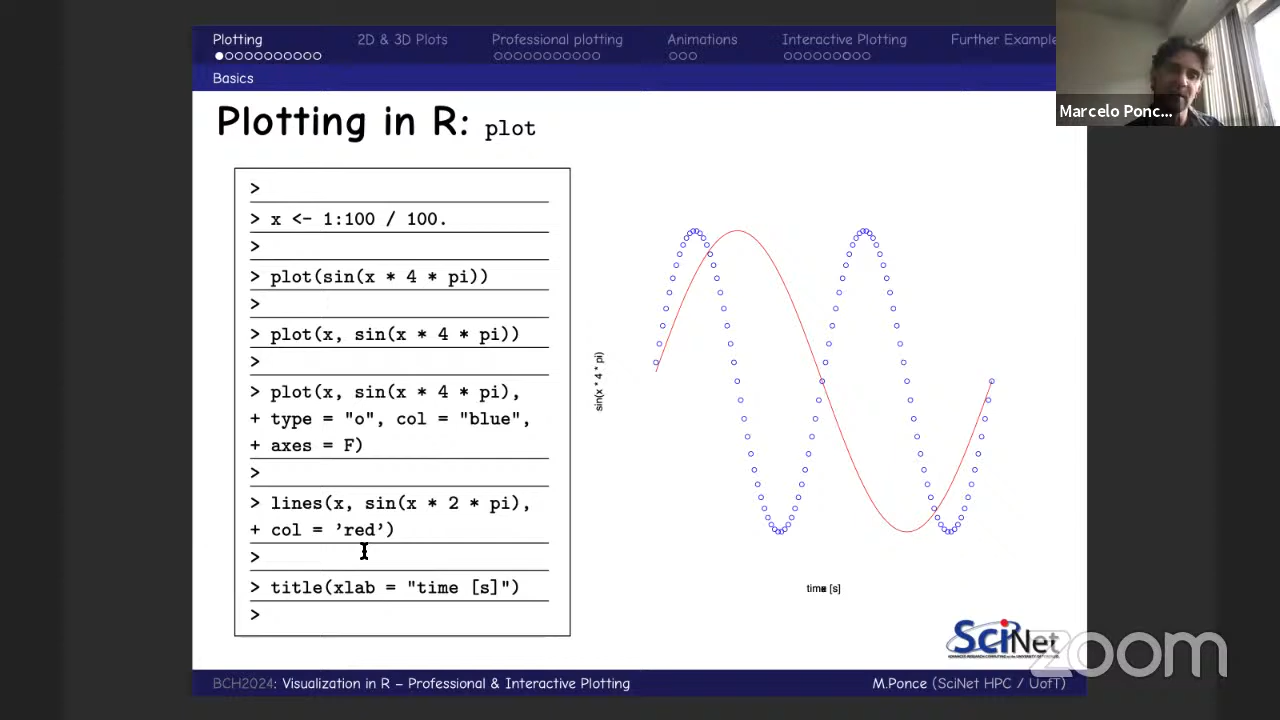 Plotting 2D & 3D Plots Professional plotting Animations Interactive Plotting Further Example
Basics
Marcelo Ponc...
Plotting in R: plot
>
> x <- 1:100 / 100.
>
> plot(sin(x * 4 * pi))
>
> plot(x, sin(x * 4 * pi))
>
> plot(x, sin(x * 4 * pi),
+ type = "o", col = "blue",
+ axes = F)
>
> lines(x, sin(x * 2 * pi),
+ col = ’red’)
>
> title(xlab = "time [s]")
>
sin(x * 4 * pi)
time [s]
SciNet
zoom
BCH2024: Visualization in R – Professional & Interactive Plotting
M.Ponce (SciNet HPC / UofT)